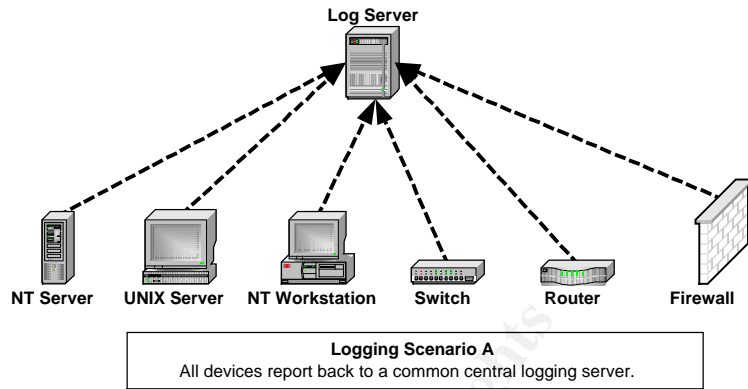 Log Server
NT Server UNIX Server NT Workstation Switch Router Firewall
Logging Scenario A
All devices report back to a common central logging server.